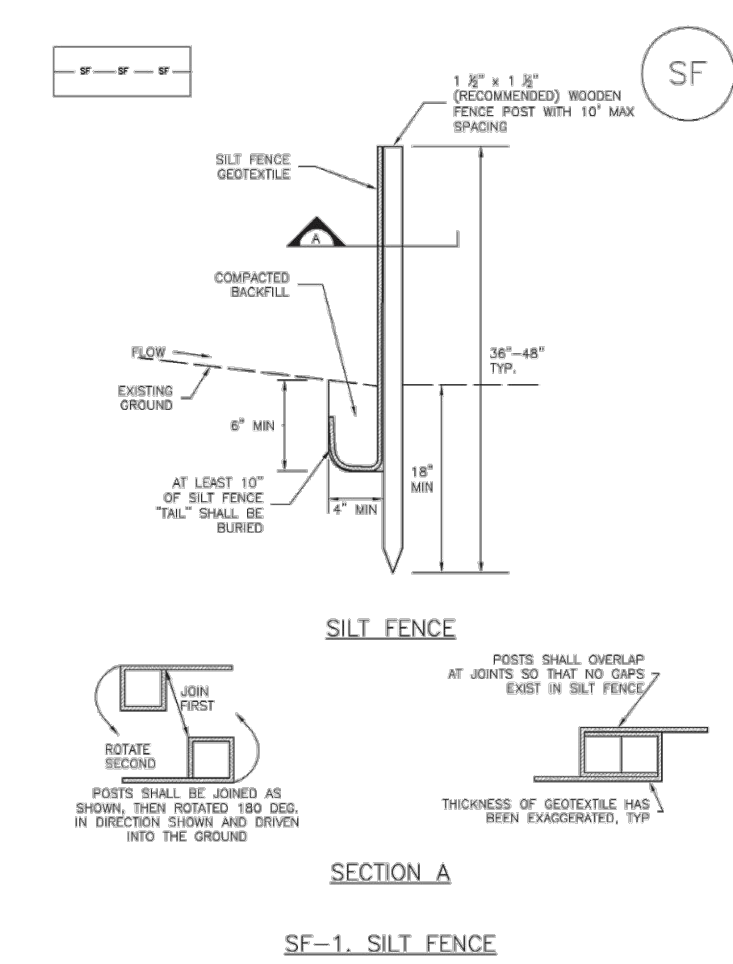 SF SF SF
SF
1 ½" x 1 ½"
(RECOMMENDED) WOODEN
FENCE POST WITH 10' MAX
SPACING
SILT FENCE
GEOTEXTILE
A
COMPACTED
BACKFILL
FLOW
EXISTING
GROUND
36"-48"
TYP.
6" MIN
18"
MIN
AT LEAST 10"
OF SILT FENCE
"TAIL" SHALL BE
BURIED
4" MIN
SILT FENCE
JOIN
FIRST
ROTATE
SECOND
POSTS SHALL BE JOINED AS
SHOWN, THEN ROTATED 180 DEG.
IN DIRECTION SHOWN AND DRIVEN
INTO THE GROUND
POSTS SHALL OVERLAP
AT JOINTS SO THAT NO GAPS
EXIST IN SILT FENCE
THICKNESS OF GEOTEXTILE HAS
BEEN EXAGGERATED, TYP
SECTION A
SF-1. SILT FENCE